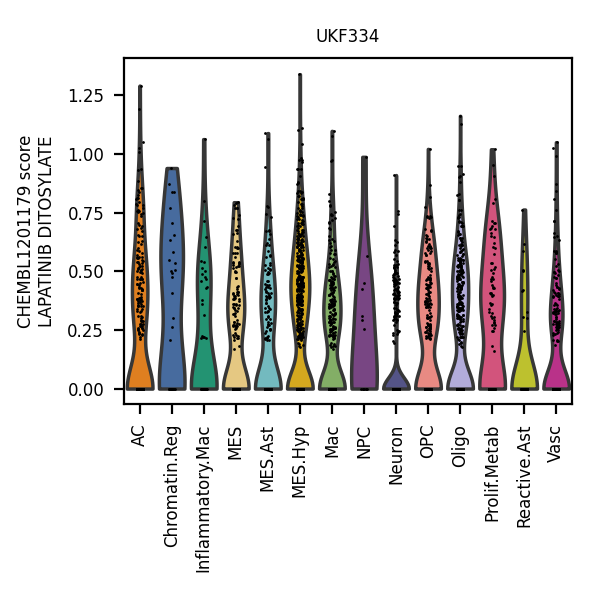 UKF334
CHEMBL1201179 score
LAPATINIB DITOSYLATE
1.25
1.00
0.75
0.50
0.25
0.00
AC
Chromatin.Reg
Inflammatory.Mac
MES
MES.Ast
MES.Hyp
Mac
NPC
Neuron
OPC
Oligo
Prolif.Metab
Reactive.Ast
Vasc